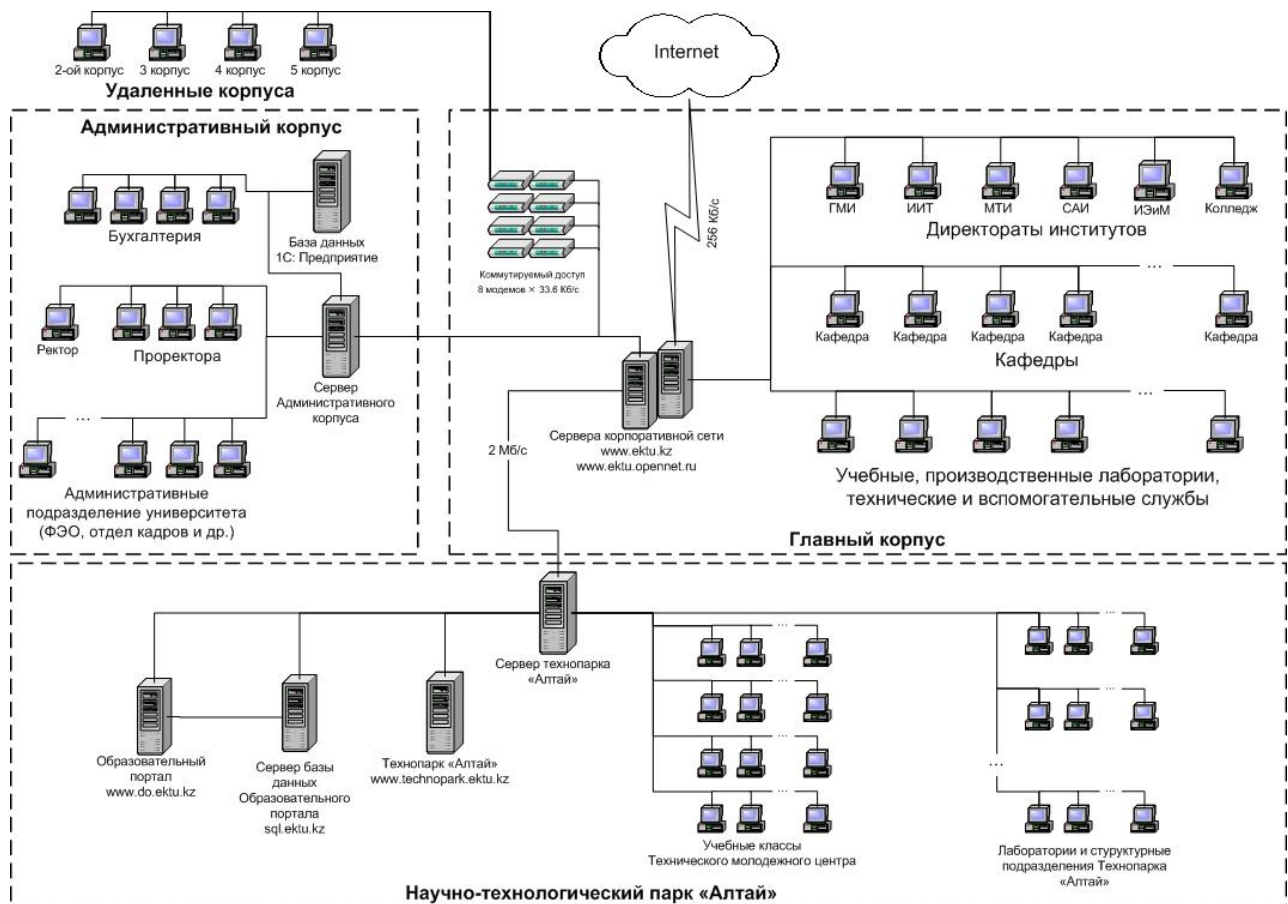 Internet
2-ой корпус
3 корпус
4 корпус
5 корпус
Удаленные корпуса
Административный корпус
Бухгалтерия
База данных
1С: Предприятие
Ректор
Проректора
Сервер
Административного
корпуса
...
Административные
подразделение университета
(ФЭО, отдел кадров и др.)
Коммутируемый доступ
8 модемов × 33.6 Кб/с
256 Кб/с
ГМИ
ИИТ
МТИ
САИ
ИЭиМ
Колледж
Директораты институтов
...
Кафедра
Кафедра
Кафедра
Кафедра
Кафедра
Кафедры
...
Учебные, производственные лаборатории,
технические и вспомогательные службы
Сервера корпоративной сети
www.ektu.kz
www.ektu.opennet.ru
2 Мб/с
Главный корпус
Сервер технопарка
«Алтай»
Образовательный
портал
www.do.ektu.kz
Сервер базы
данных
Образовательного
портала
sql.ektu.kz
Технопарк «Алтай»
www.technopark.ektu.kz
...
...
...
...
Учебные классы
Технического молодежного центра
...
...
...
...
Лаборатории и стуруктурные
подразделения Технопарка
«Алтай»
Научно-технологический парк «Алтай»